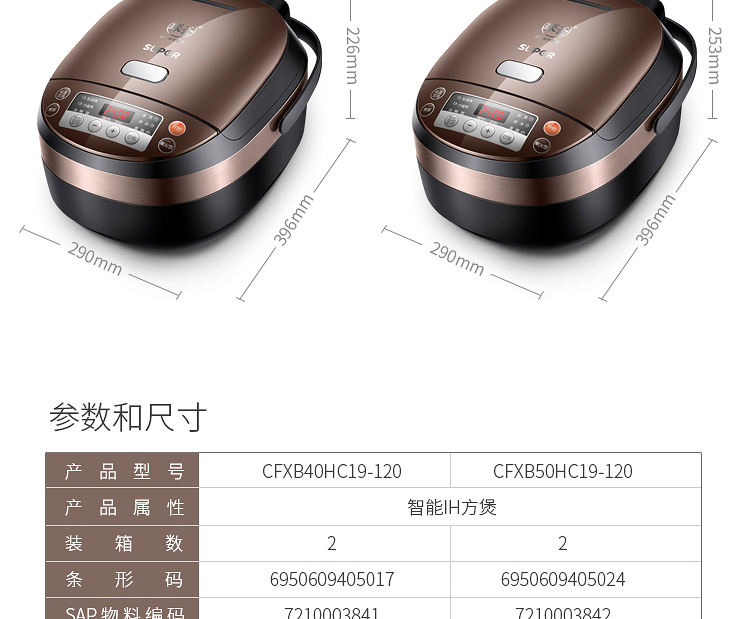 226mm
253mm
SUPOR
SUPOR
396mm
396mm
290mm
290mm
参数和尺寸
产品型号 CFXB40HC19-120 CFXB50HC19-120
产品属性 智能IH方煲
装箱数 2 2
条形码 6950609405017 6950609405024
SAP物料编码 7210003841 7210003842